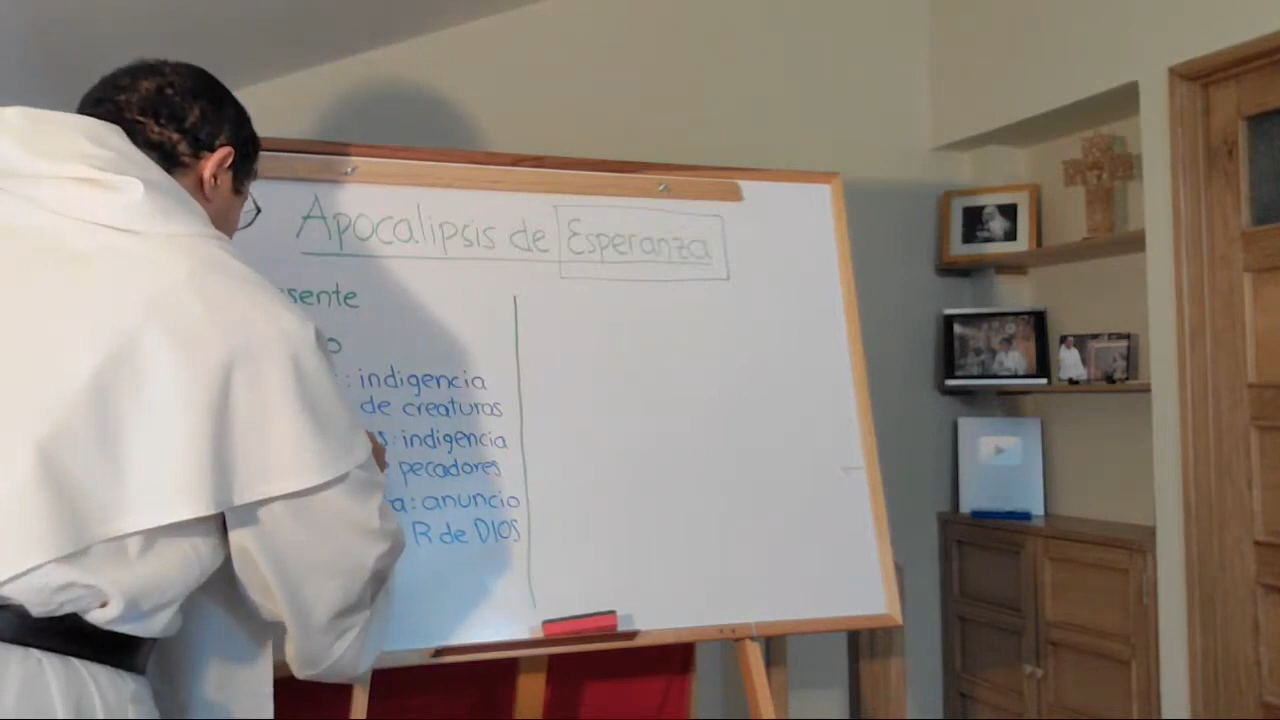 Apocalipsis de Esperanza
sente
o
: indigencia
de creaturas
s: indigencia
pecadores
a: anuncio
R de DIOS